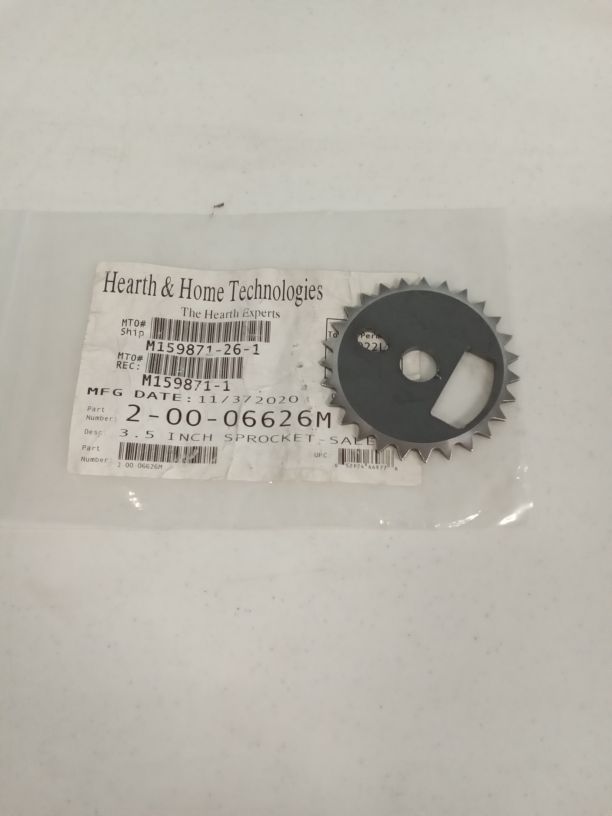 Hearth & Home Technologies
The Hearth Experts
MTO#
Ship
M159871-26-1
MTO#
REC:
M159871-1
MFG DATE: 11/3/2020
Part
Number:
2-00-06626M
Desc
3.5 INCH SPROCKET-SALE
Part
Number:
2-00-06626M
UPC